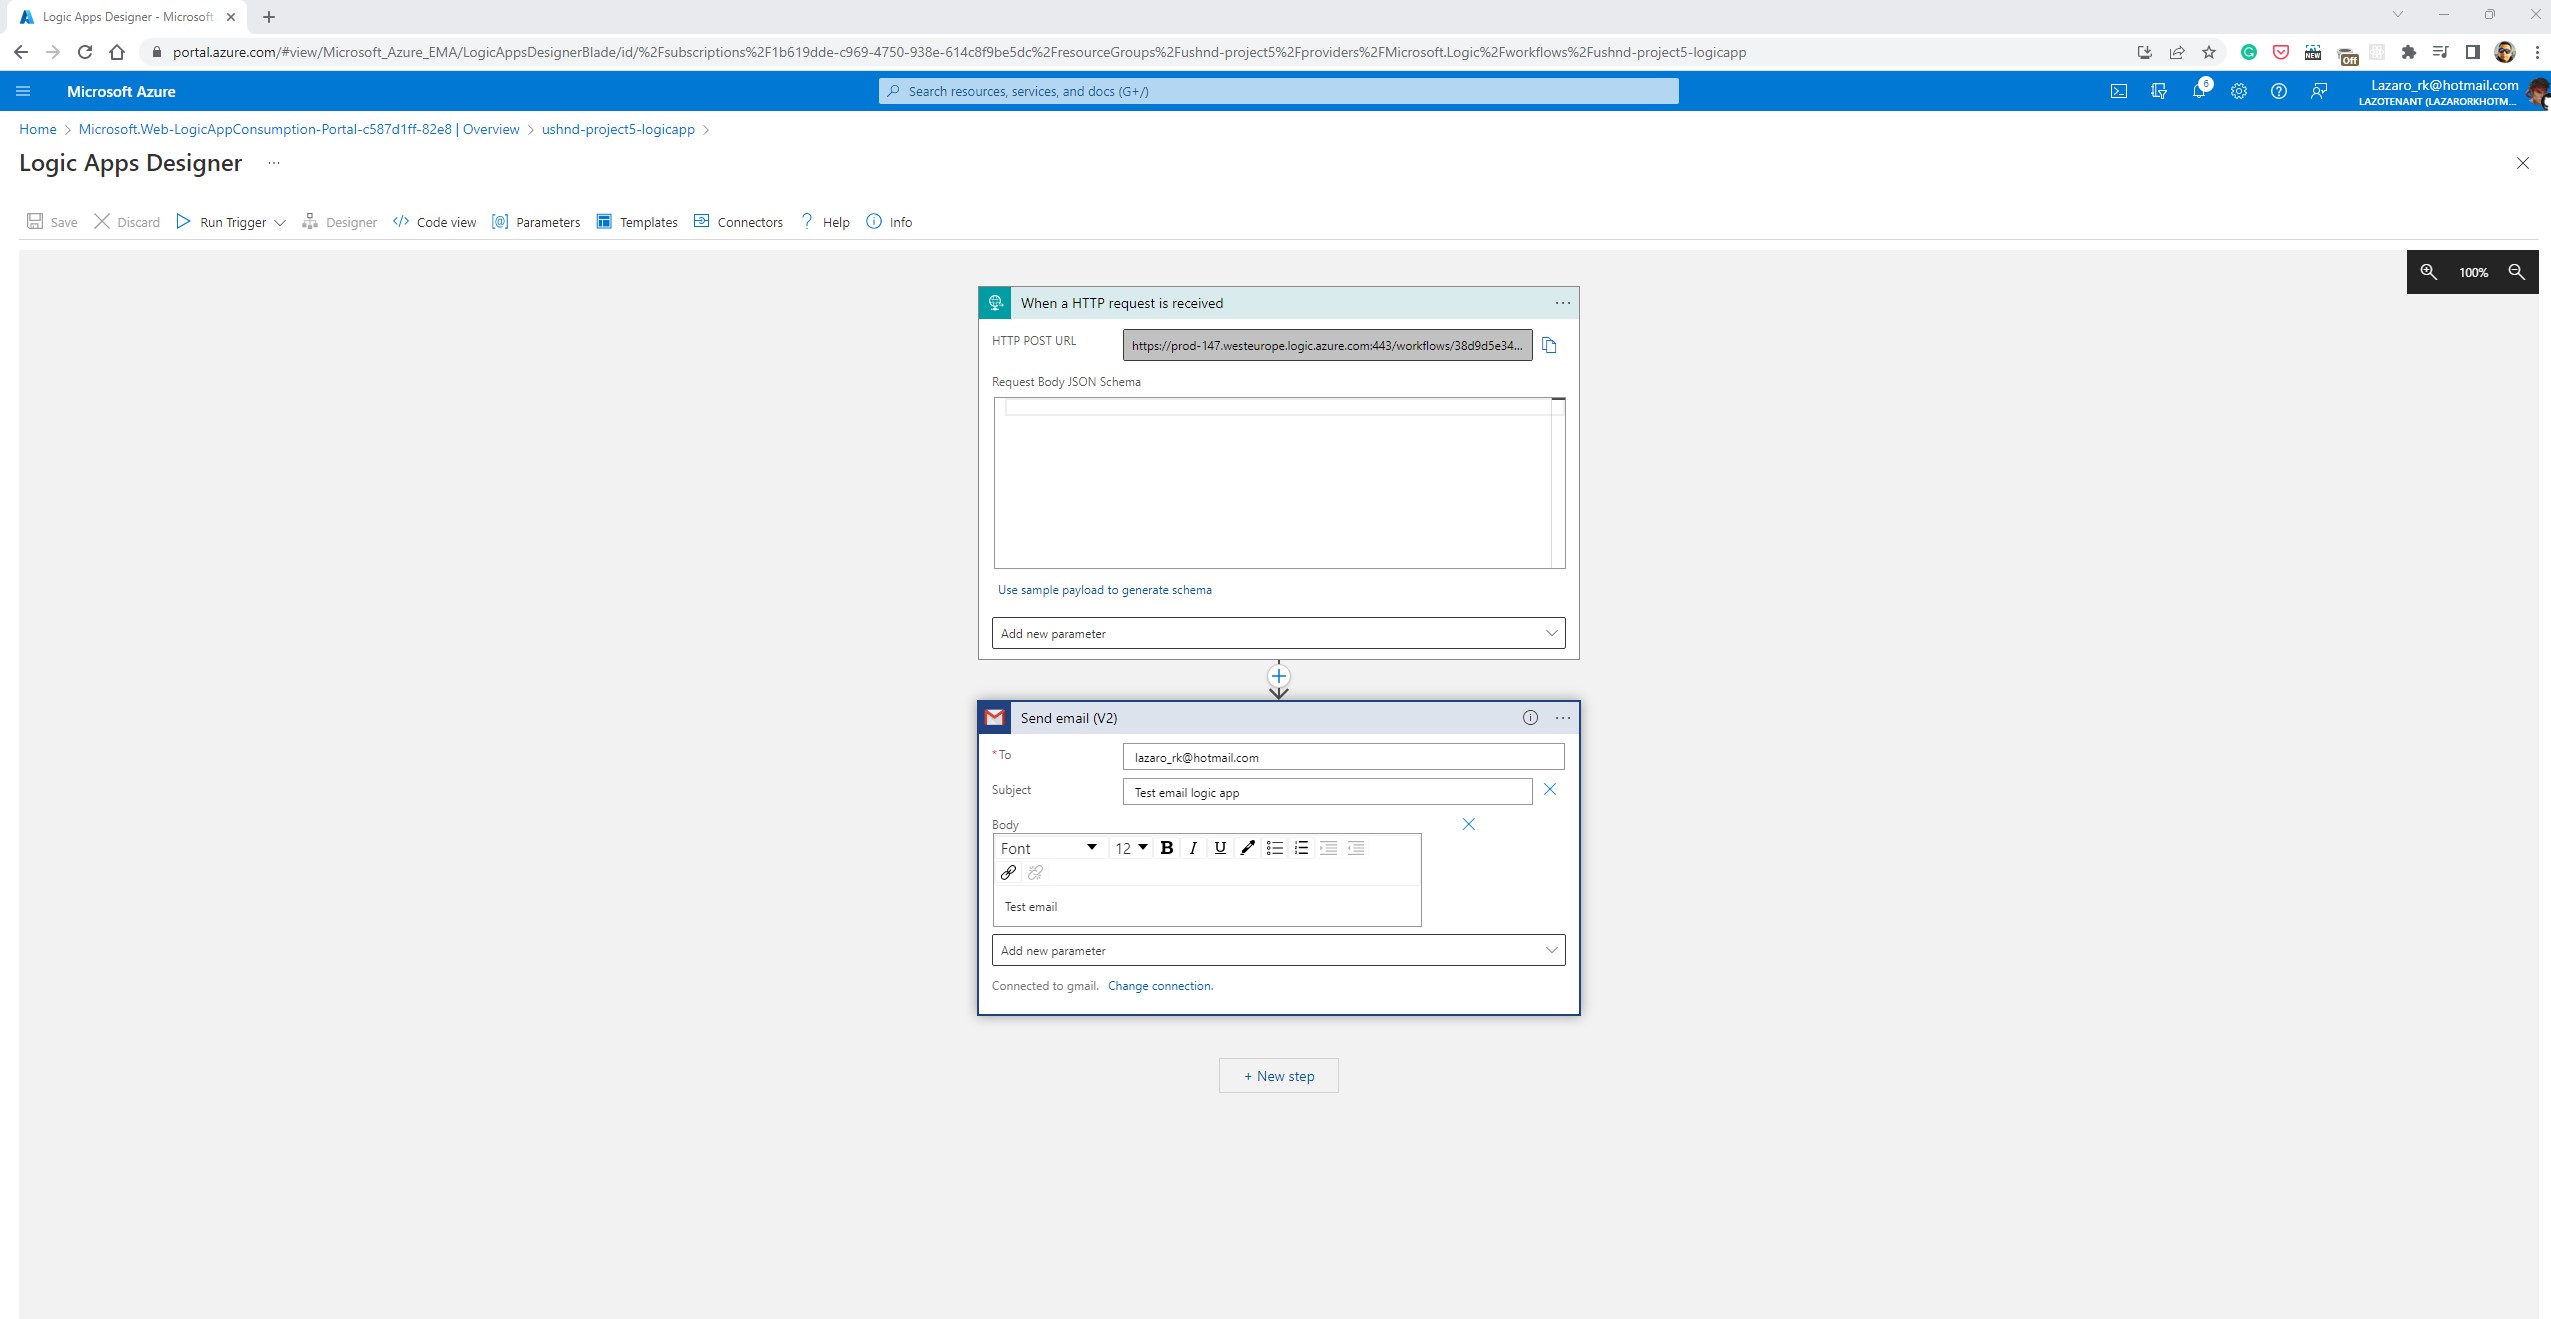 Logic Apps Designer - Microsoft
portal.azure.com/#view/Microsoft_Azure_EMA/LogicAppsDesignerBlade/id/%2Fsubscriptions%2F1b619dde-c969-4750-938e-614c8f9be5dc%2FresourceGroups%2Fushnd-project5%2Fproviders%2FMicrosoft.Logic%2Fworkflows%2Fushnd-project5-logicapp
NEW
Off
Microsoft Azure
Search resources, services, and docs (G+/)
6
Lazaro_rk@hotmail.com
LAZOTENANT (LAZARORKHOTM...
Home > Microsoft.Web-LogicAppConsumption-Portal-c587d1ff-82e8 | Overview > ushnd-project5-logicapp >
Logic Apps Designer ...
Save Discard Run Trigger Designer Code view Parameters Templates Connectors Help Info
100%
When a HTTP request is received
HTTP POST URL
https://prod-147.westeurope.logic.azure.com:443/workflows/38d9d5e34...
Request Body JSON Schema
Use sample payload to generate schema
Add new parameter
Send email (V2)
* To
lazaro_rk@hotmail.com
Subject
Test email logic app
Body
Font 12 B I U
Test email
Add new parameter
Connected to gmail. Change connection.
+ New step